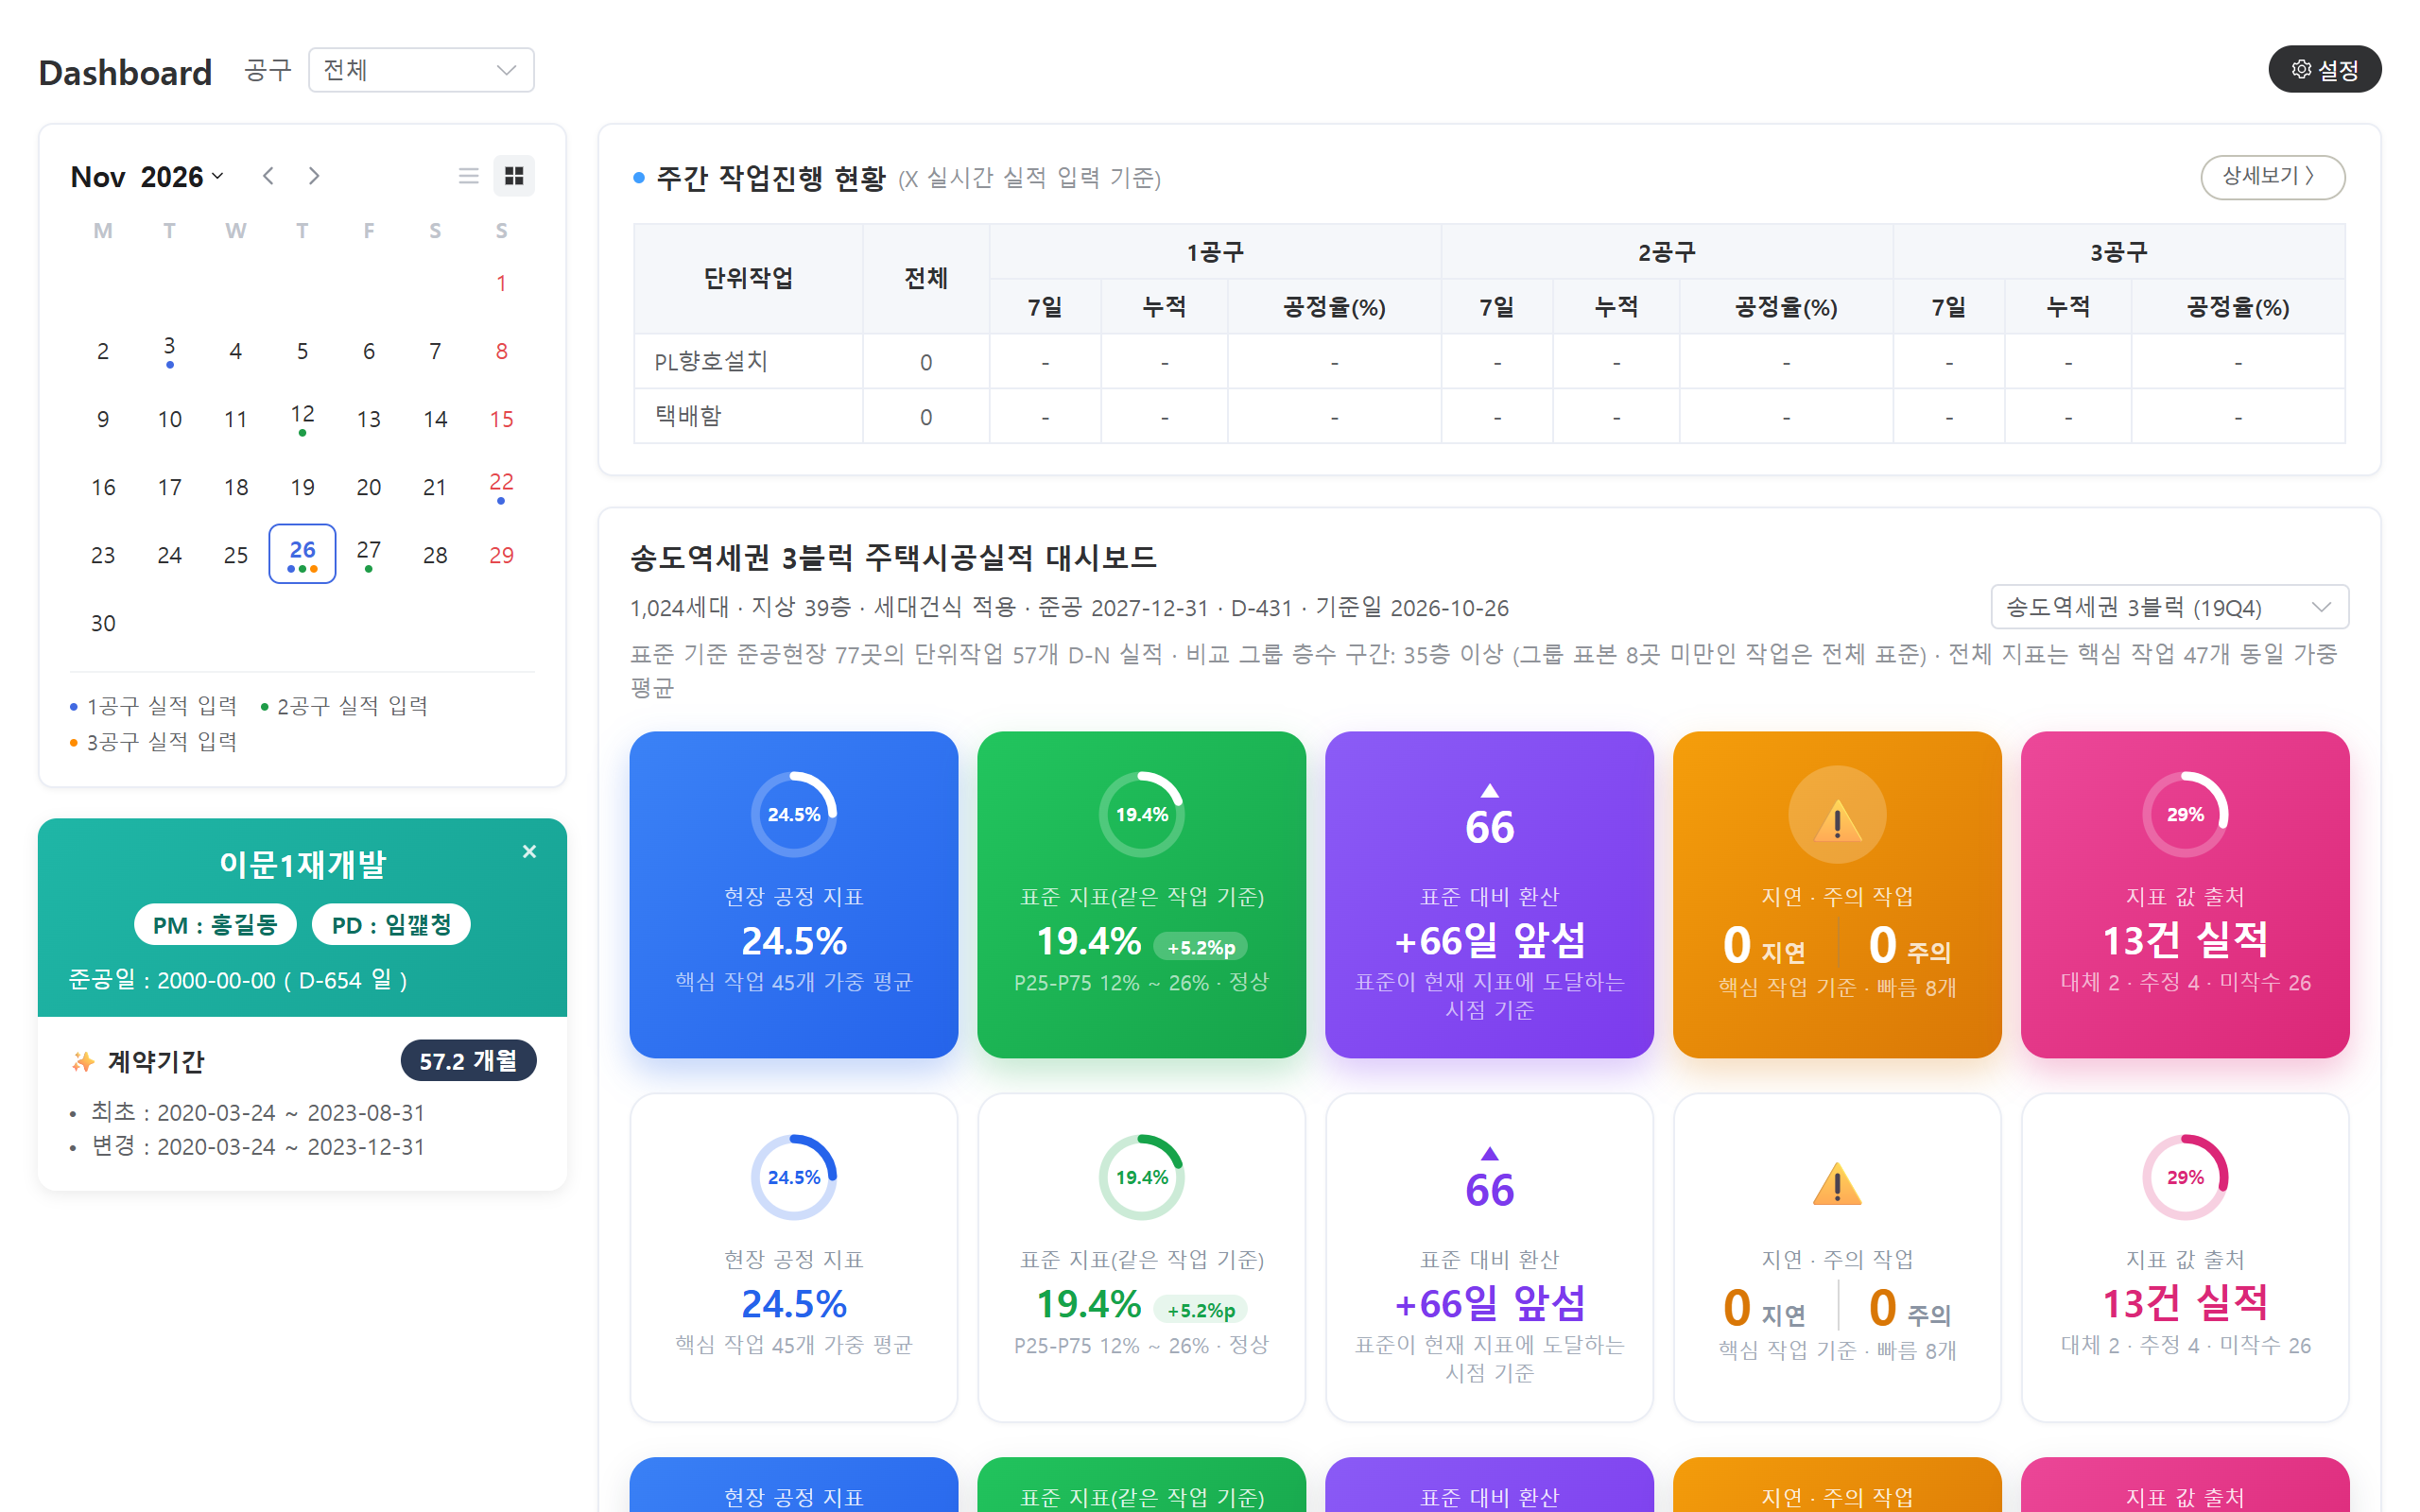 Dashboard 공구 전체
설정
Nov 2026
M T W T F S S
1
2 3 4 5 6 7 8
9 10 11 12 13 14 15
16 17 18 19 20 21 22
23 24 25 26 27 28 29
30
1공구 실적 입력 2공구 실적 입력
3공구 실적 입력
이문1재개발
×
PM : 홍길동 PD : 임꺯청
준공일 : 2000-00-00 ( D-654 일 )
계약기간 57.2 개월
• 최초 : 2020-03-24 ~ 2023-08-31
• 변경 : 2020-03-24 ~ 2023-12-31
주간 작업진행 현황 (X 실시간 실적 입력 기준)
상세보기 〉
단위작업 전체 1공구 2공구 3공구
7일 누적 공정율(%) 7일 누적 공정율(%) 7일 누적 공정율(%)
PL향호설치 0 - - - - - - - - -
택배함 0 - - - - - - - - -
송도역세권 3블럭 주택시공실적 대시보드
1,024세대 · 지상 39층 · 세대건식 적용 · 준공 2027-12-31 · D-431 · 기준일 2026-10-26
송도역세권 3블럭 (19Q4)
표준 기준 준공현장 77곳의 단위작업 57개 D-N 실적 · 비교 그룹 층수 구간: 35층 이상 (그룹 표본 8곳 미만인 작업은 전체 표준) · 전체 지표는 핵심 작업 47개 동일 가중
평균
24.5%
현장 공정 지표
24.5%
핵심 작업 45개 가중 평균
19.4%
표준 지표(같은 작업 기준)
19.4% +5.2%p
P25-P75 12% ~ 26% · 정상
▲
66
표준 대비 환산
+66일 앞섬
표준이 현재 지표에 도달하는
시점 기준
지연 · 주의 작업
0 지연 0 주의
핵심 작업 기준 · 빠름 8개
29%
지표 값 출처
13건 실적
대체 2 · 추정 4 · 미착수 26
24.5%
현장 공정 지표
24.5%
핵심 작업 45개 가중 평균
19.4%
표준 지표(같은 작업 기준)
19.4% +5.2%p
P25-P75 12% ~ 26% · 정상
▲
66
표준 대비 환산
+66일 앞섬
표준이 현재 지표에 도달하는
시점 기준
지연 · 주의 작업
0 지연 0 주의
핵심 작업 기준 · 빠름 8개
29%
지표 값 출처
13건 실적
대체 2 · 추정 4 · 미착수 26
현장 공정 지표
표준 지표(같은 작업 기준)
표준 대비 환산
지연 · 주의 작업
지표 값 출처